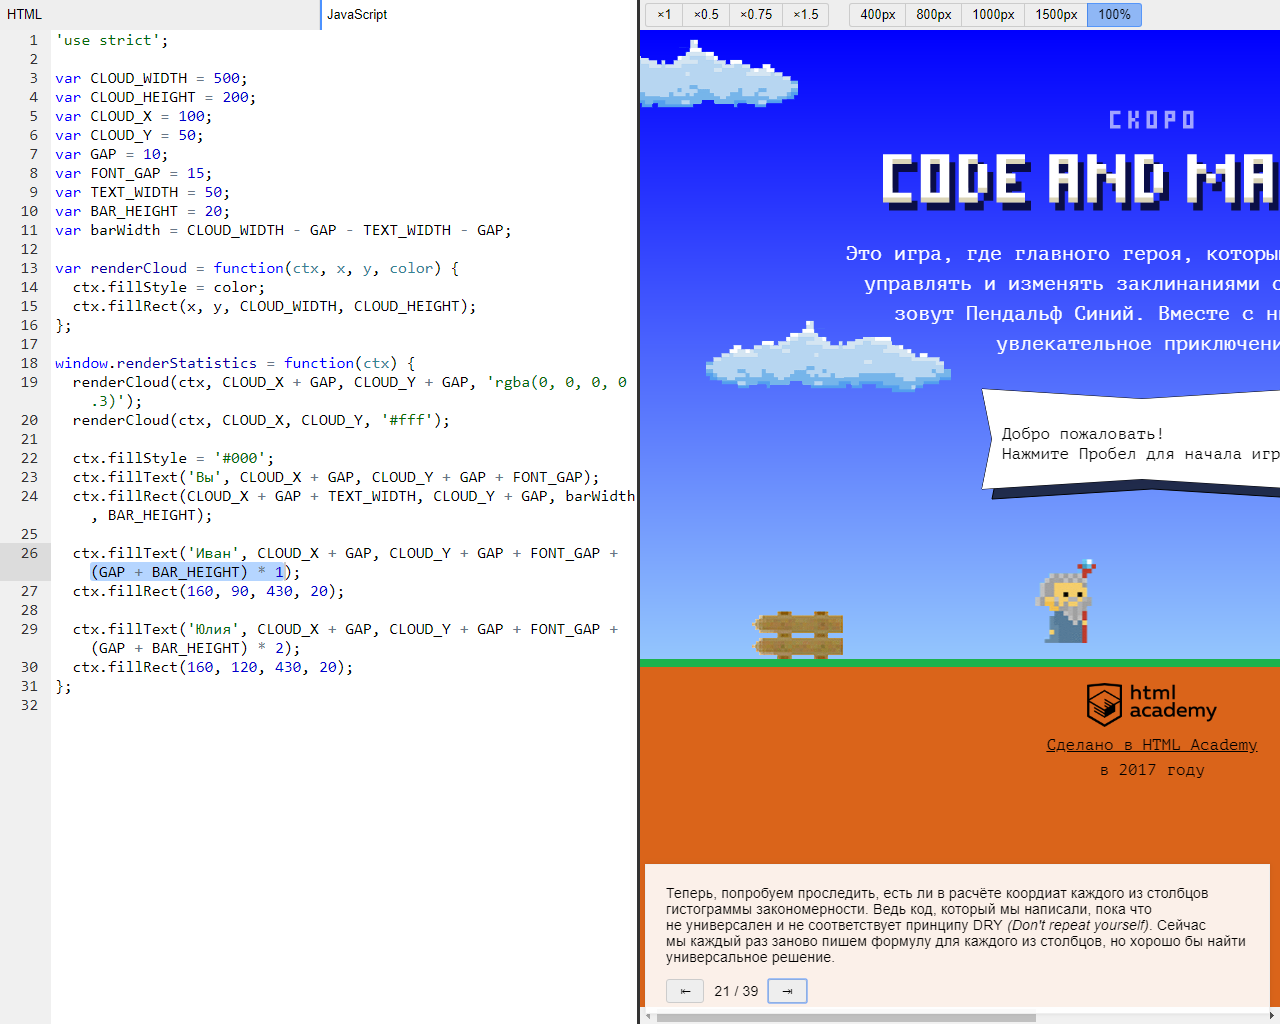 HTML
JavaScript
1 'use strict';
2
3 var CLOUD_WIDTH = 500;
4 var CLOUD_HEIGHT = 200;
5 var CLOUD_X = 100;
6 var CLOUD_Y = 50;
7 var GAP = 10;
8 var FONT_GAP = 15;
9 var TEXT_WIDTH = 50;
10 var BAR_HEIGHT = 20;
11 var barWidth = CLOUD_WIDTH - GAP - TEXT_WIDTH - GAP;
12
13 var renderCloud = function(ctx, x, y, color) {
14 ctx.fillStyle = color;
15 ctx.fillRect(x, y, CLOUD_WIDTH, CLOUD_HEIGHT);
16 };
17
18 window.renderStatistics = function(ctx) {
19 renderCloud(ctx, CLOUD_X + GAP, CLOUD_Y + GAP, 'rgba(0, 0, 0, 0
.3)');
20 renderCloud(ctx, CLOUD_X, CLOUD_Y, '#fff');
21
22 ctx.fillStyle = '#000';
23 ctx.fillText('Вы', CLOUD_X + GAP, CLOUD_Y + GAP + FONT_GAP);
24 ctx.fillRect(CLOUD_X + GAP + TEXT_WIDTH, CLOUD_Y + GAP, barWidth
, BAR_HEIGHT);
25
26 ctx.fillText('Иван', CLOUD_X + GAP, CLOUD_Y + GAP + FONT_GAP +
(GAP + BAR_HEIGHT) * 1);
27 ctx.fillRect(160, 90, 430, 20);
28
29 ctx.fillText('Юлия', CLOUD_X + GAP, CLOUD_Y + GAP + FONT_GAP +
(GAP + BAR_HEIGHT) * 2);
30 ctx.fillRect(160, 120, 430, 20);
31 };
32
×1 ×0.5 ×0.75 ×1.5 400px 800px 1000px 1500px 100%
СКОРО
CODE AND MA
Это игра, где главного героя, которы
управлять и изменять заклинаниями с
зовут Пендальф Синий. Вместе с н
увлекательное приключени
Добро пожаловать!
Нажмите Пробел для начала игр
html
academy
Сделано в HTML Academy
в 2017 году
Теперь, попробуем проследить, есть ли в расчёте коордиат каждого из столбцов
гистограммы закономерности. Ведь код, который мы написали, пока что
не универсален и не соответствует принципу DRY (Don't repeat yourself). Сейчас
мы каждый раз заново пишем формулу для каждого из столбцов, но хорошо бы найти
универсальное решение.
⇤ 21 / 39 ⇥